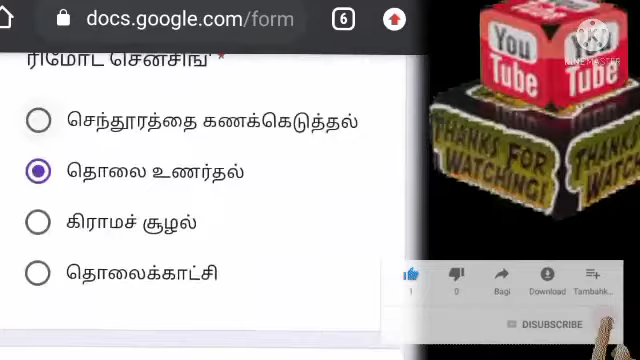 docs.google.com/form
6
ரிமோட் சென்சிங் *
செந்தூரத்தை கணக்கெடுத்தல்
தொலை உணர்தல்
கிராமச் சூழல்
தொலைக்காட்சி
You
Tube
You
Tube
KINEMASTER
THANKS FOR
WATCHING!
THANKS
1
0
Bagi
Download
Tambahk...
DISUBSCRIBE